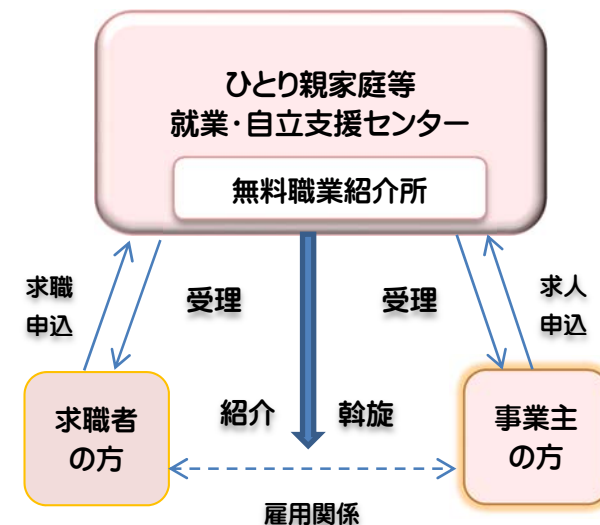 ひとり親家庭等
就業・自立支援センター
無料職業紹介所
求職
申込
受理
受理
求人
申込
求職者
の方
紹介
斡旋
事業主
の方
雇用関係